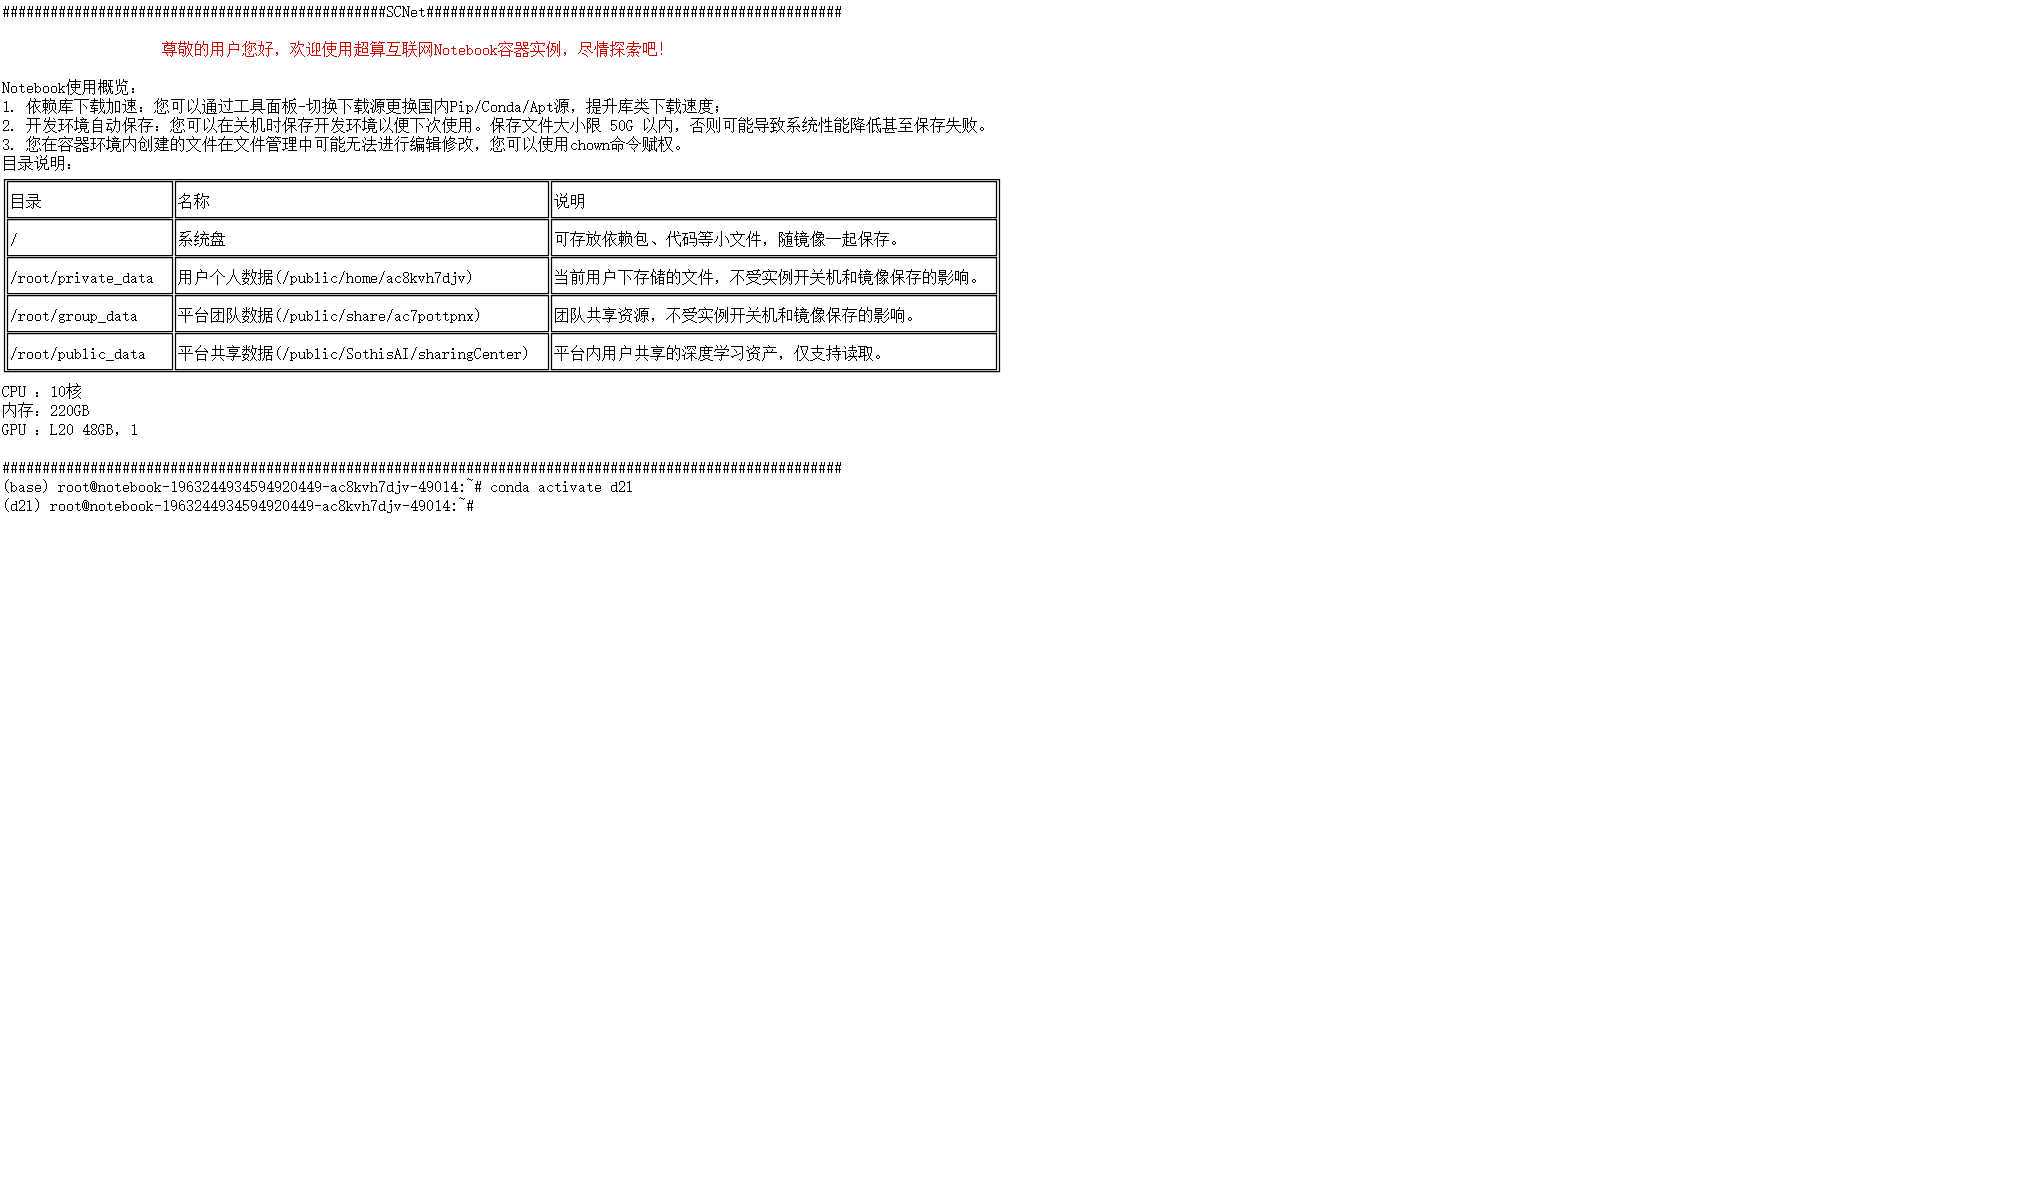 ################################################SCNet####################################################
尊敬的用户您好，欢迎使用超算互联网Notebook容器实例，尽情探索吧！
Notebook使用概览：
1. 依赖库下载加速：您可以通过工具面板-切换下载源更换国内Pip/Conda/Apt源，提升库类下载速度；
2. 开发环境自动保存：您可以在关机时保存开发环境以便下次使用。保存文件大小限 50G 以内，否则可能导致系统性能降低甚至保存失败。
3. 您在容器环境内创建的文件在文件管理中可能无法进行编辑修改，您可以使用chown命令赋权。
目录说明：
目录 名称 说明
/ 系统盘 可存放依赖包、代码等小文件，随镜像一起保存。
/root/private_data 用户个人数据(/public/home/ac8kvh7djv) 当前用户下存储的文件，不受实例开关机和镜像保存的影响。
/root/group_data 平台团队数据(/public/share/ac7pottpnx) 团队共享资源，不受实例开关机和镜像保存的影响。
/root/public_data 平台共享数据(/public/SothisAI/sharingCenter) 平台内用户共享的深度学习资产，仅支持读取。
CPU ：10核
内存：220GB
GPU ：L20 48GB, 1
#########################################################################################################
(base) root@notebook-1963244934594920449-ac8kvh7djv-49014:~# conda activate d2l
(d2l) root@notebook-1963244934594920449-ac8kvh7djv-49014:~#